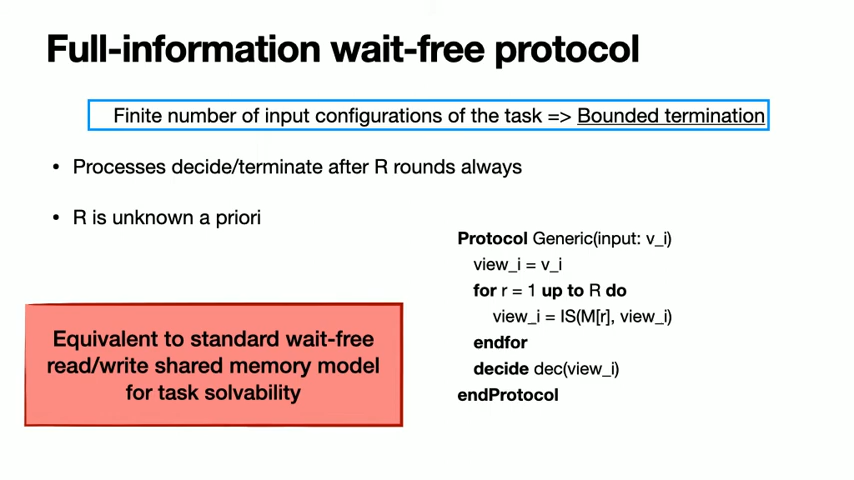 Full-information wait-free protocol
Finite number of input configurations of the task => Bounded termination
• Processes decide/terminate after R rounds always
• R is unknown a priori
Protocol Generic(input: v_i)
view_i = v_i
for r = 1 up to R do
view_i = IS(M[r], view_i)
endfor
decide dec(view_i)
endProtocol
Equivalent to standard wait-free
read/write shared memory model
for task solvability